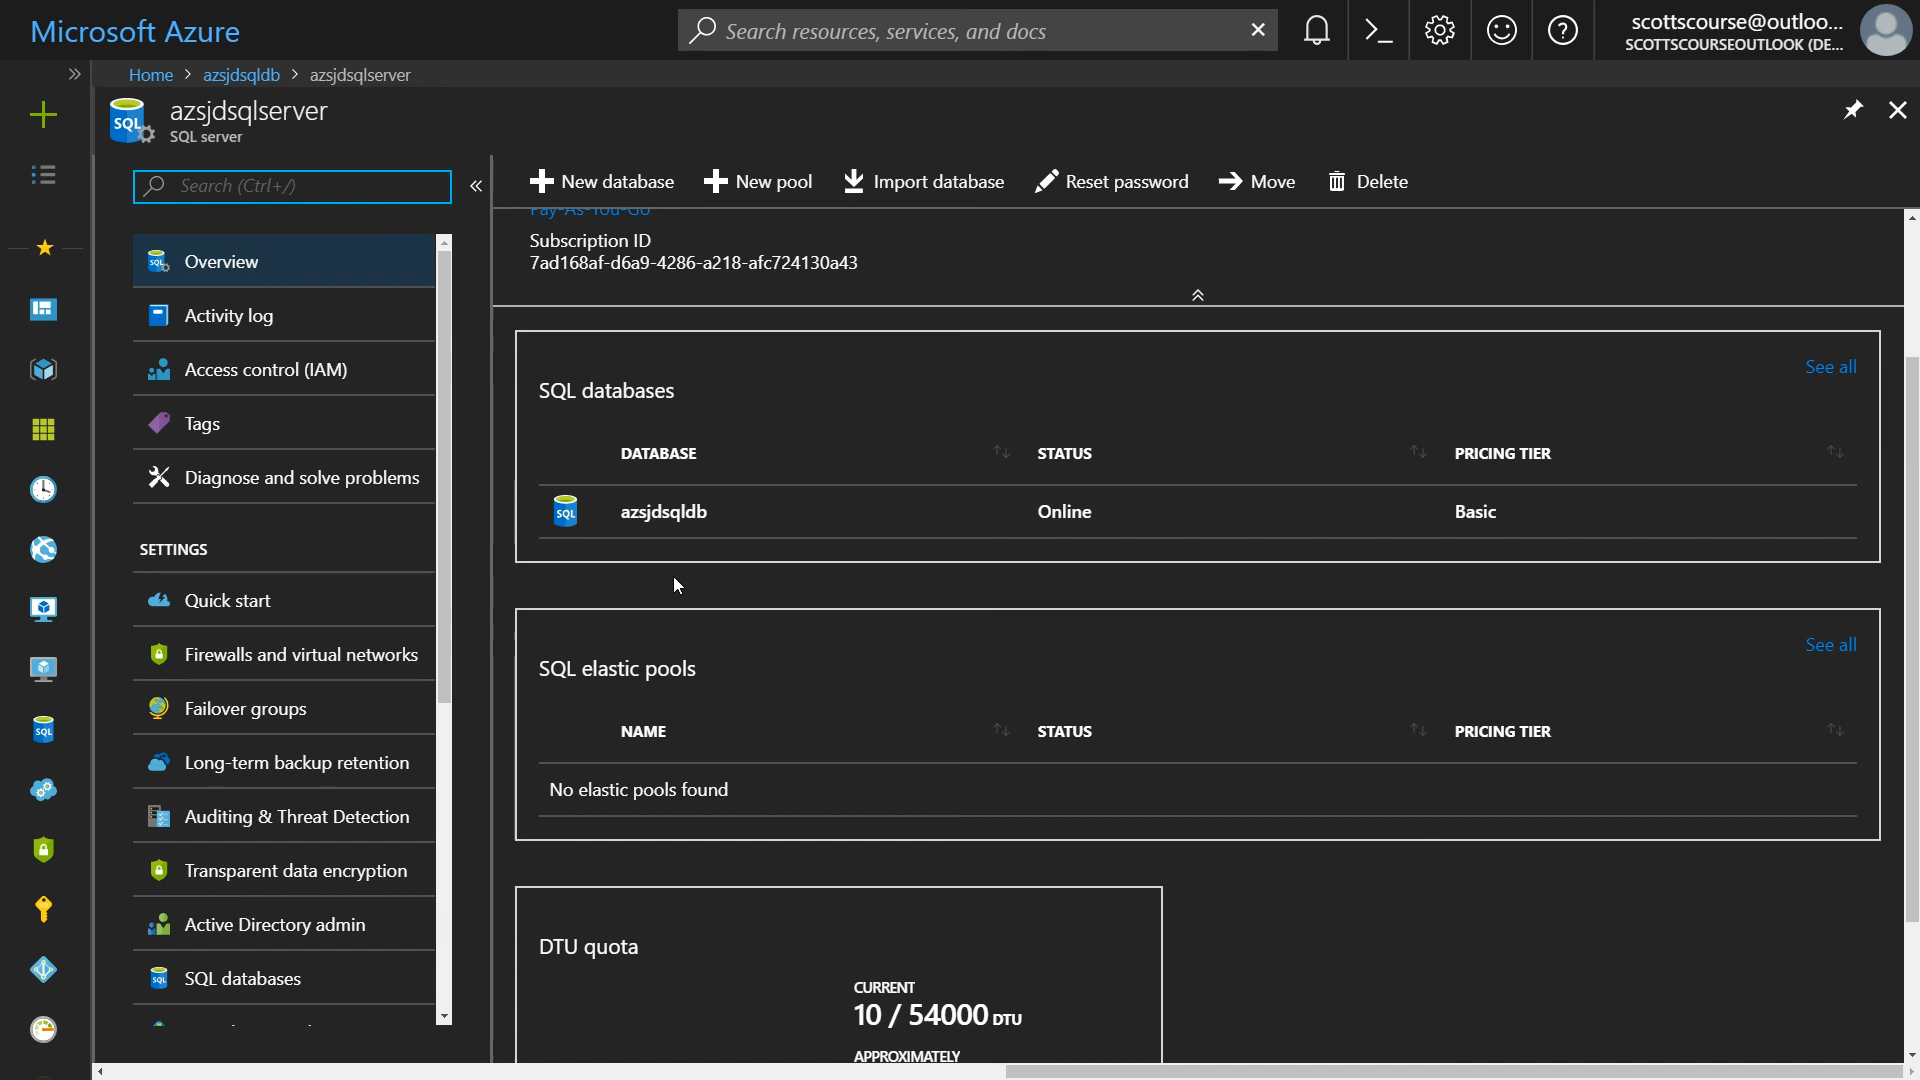 Microsoft Azure
Search resources, services, and docs
scottscourse@outloo...
SCOTTSCOURSEOUTLOOK (DE...
Home > azsjdsqldb > azsjdsqlserver
azsjdsqlserver
SQL server
Search (Ctrl+/)
New database
New pool
Import database
Reset password
Move
Delete
Overview
Activity log
Access control (IAM)
Tags
Diagnose and solve problems
SETTINGS
Quick start
Firewalls and virtual networks
Failover groups
Long-term backup retention
Auditing & Threat Detection
Transparent data encryption
Active Directory admin
SQL databases
Pay-As-You-Go
Subscription ID
7ad168af-d6a9-4286-a218-afc724130a43
SQL databases
See all
DATABASE STATUS PRICING TIER
azsjdsqldb Online Basic
SQL elastic pools
See all
NAME STATUS PRICING TIER
No elastic pools found
DTU quota
CURRENT
10 / 54000 DTU
APPROXIMATELY